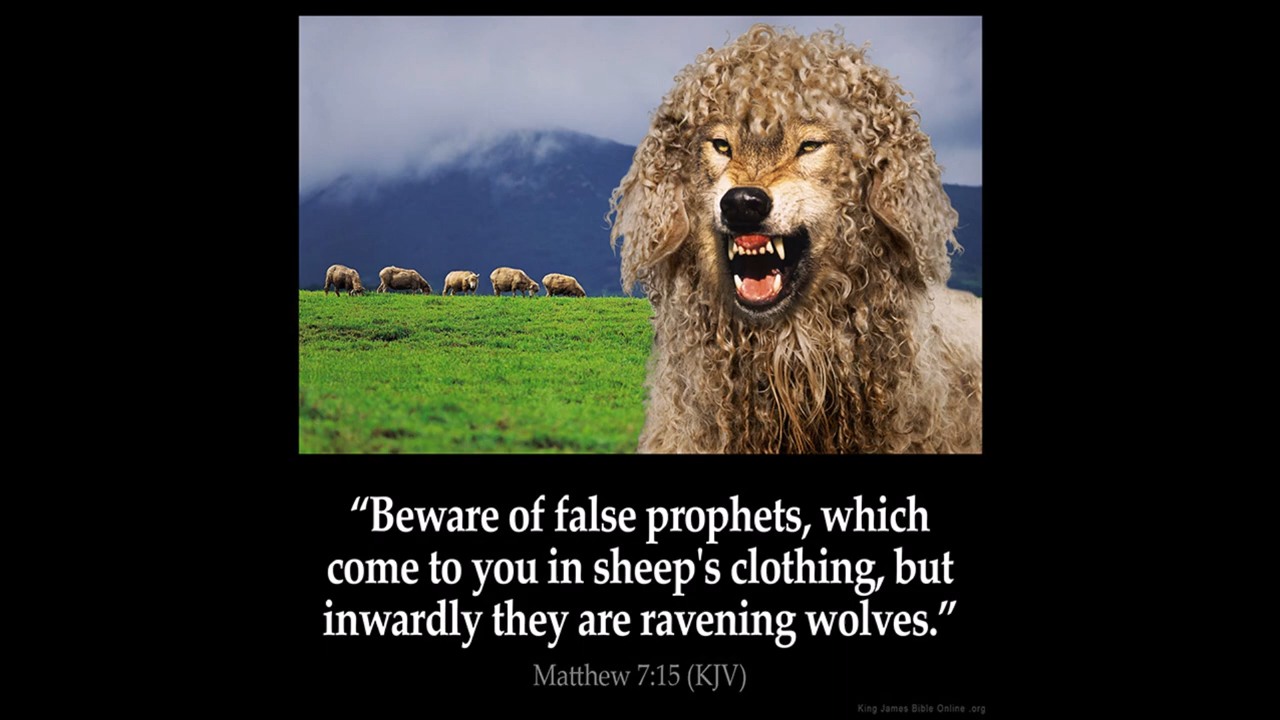 “Beware of false prophets, which
come to you in sheep's clothing, but
inwardly they are ravening wolves.”
Matthew 7:15 (KJV)
King James Bible Online .org